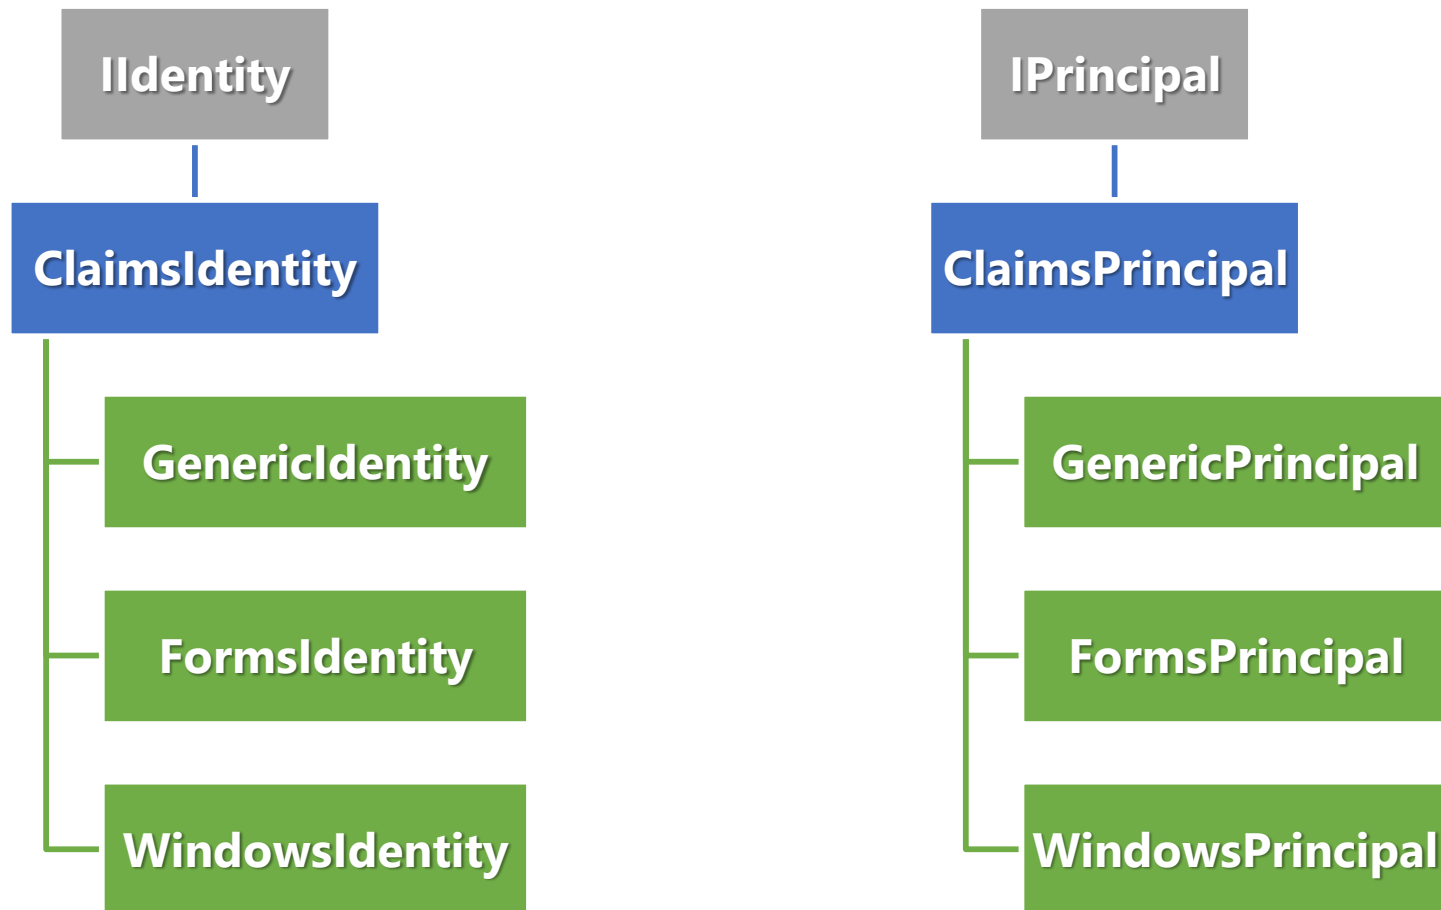 IIdentity
ClaimsIdentity
GenericIdentity
FormsIdentity
WindowsIdentity
IPrincipal
ClaimsPrincipal
GenericPrincipal
FormsPrincipal
WindowsPrincipal